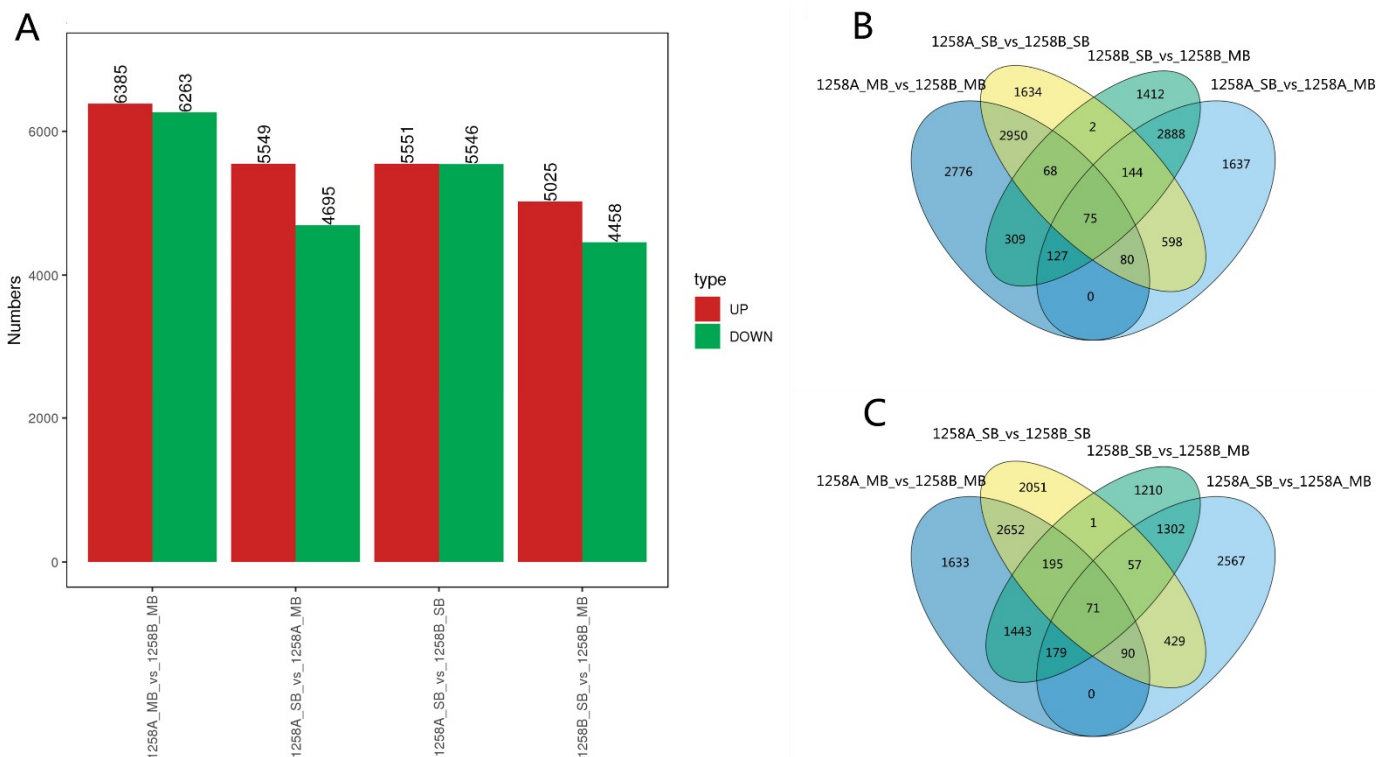 A
Numbers
6000
4000
2000
0
6385
6263
5549
4695
5551
5546
5025
4458
1258A_MB_vs_1258B_MB
1258A_SB_vs_1258A_MB
1258A_SB_vs_1258B_SB
1258B_SB_vs_1258B_MB
type
UP
DOWN
B
1258A_SB_vs_1258B_SB
1258B_SB_vs_1258B_MB
1258A_MB_vs_1258B_MB
1258A_SB_vs_1258A_MB
1634
1412
2950
2
2888
2776
68
144
1637
75
309
127
80
598
0
C
1258A_SB_vs_1258B_SB
1258B_SB_vs_1258B_MB
1258A_MB_vs_1258B_MB
1258A_SB_vs_1258A_MB
2051
1210
2652
1
1302
1633
195
57
2567
71
1443
179
90
429
0